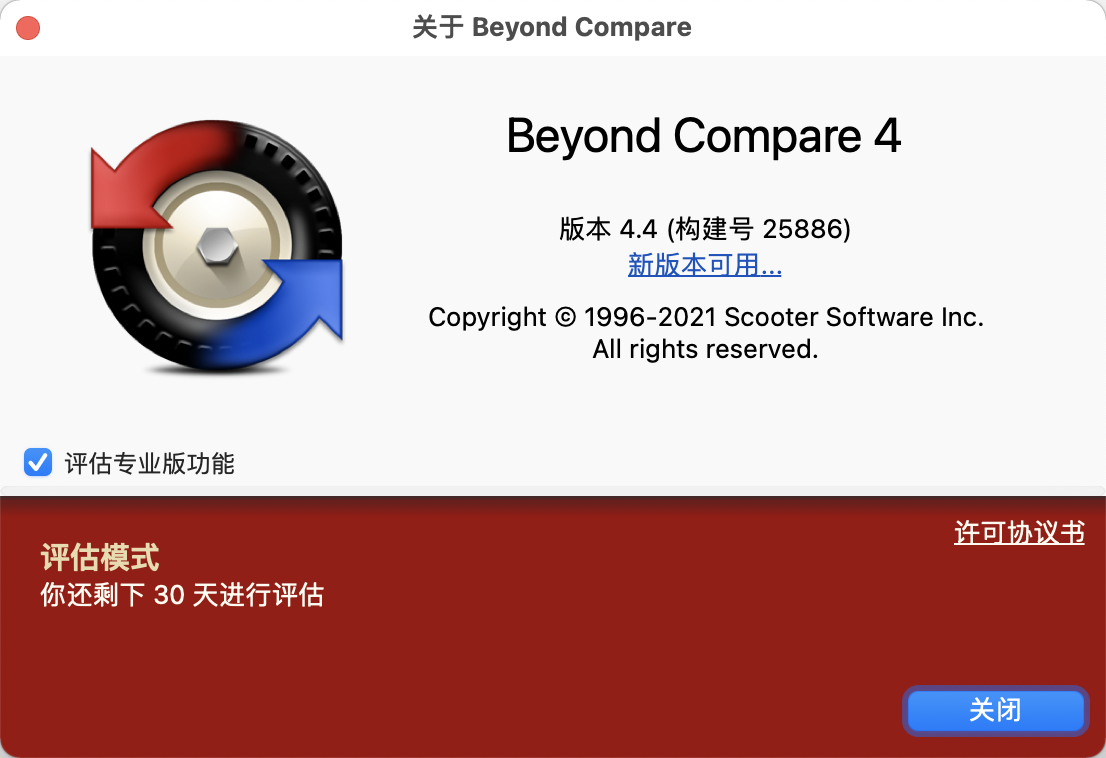 关于 Beyond Compare
Beyond Compare 4
版本 4.4 (构建号 25886)
新版本可用...
Copyright © 1996-2021 Scooter Software Inc.
All rights reserved.
评估专业版功能
许可协议书
评估模式
你还剩下 30 天进行评估
关闭